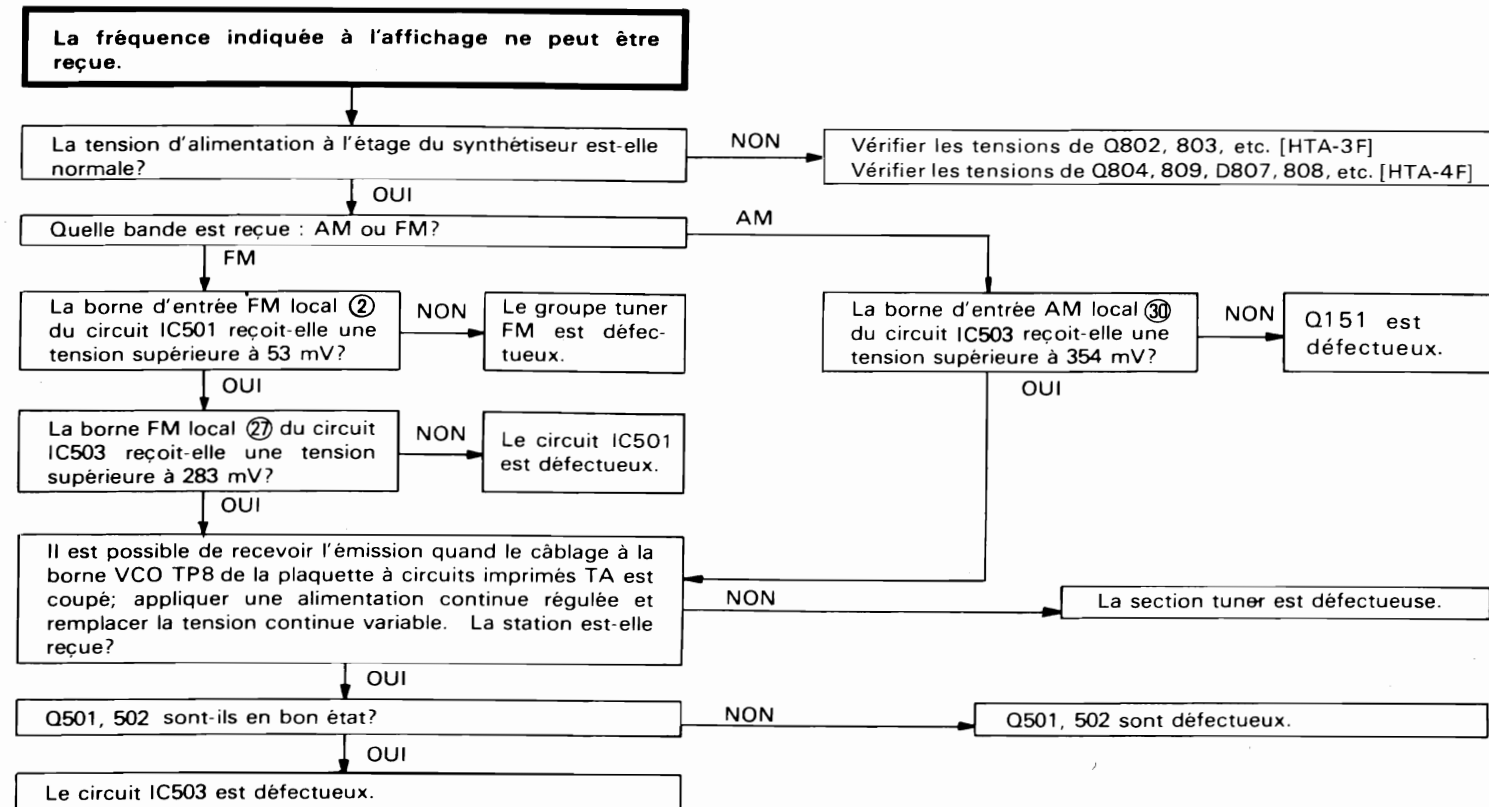 La fréquence indiquée à l'affichage ne peut être
reçue.
La tension d'alimentation à l'étage du synthétiseur est-elle
normale?
NON
Vérifier les tensions de Q802, 803, etc. [HTA-3F]
Vérifier les tensions de Q804, 809, D807, 808, etc. [HTA-4F]
OUI
Quelle bande est reçue : AM ou FM?
AM
FM
La borne d'entrée FM local ②
du circuit IC501 reçoit-elle une
tension supérieure à 53 mV?
NON
Le groupe tuner
FM est défec-
tueux.
La borne d'entrée AM local ㉚
du circuit IC503 reçoit-elle une
tension supérieure à 354 mV?
NON
Q151 est
défectueux.
OUI
OUI
La borne FM local ㉗ du circuit
IC503 reçoit-elle une tension
supérieure à 283 mV?
NON
Le circuit IC501
est défectueux.
OUI
Il est possible de recevoir l'émission quand le câblage à la
borne VCO TP8 de la plaquette à circuits imprimés TA est
coupé; appliquer une alimentation continue régulée et
remplacer la tension continue variable. La station est-elle
reçue?
NON
La section tuner est défectueuse.
OUI
Q501, 502 sont-ils en bon état?
NON
Q501, 502 sont défectueux.
OUI
Le circuit IC503 est défectueux.